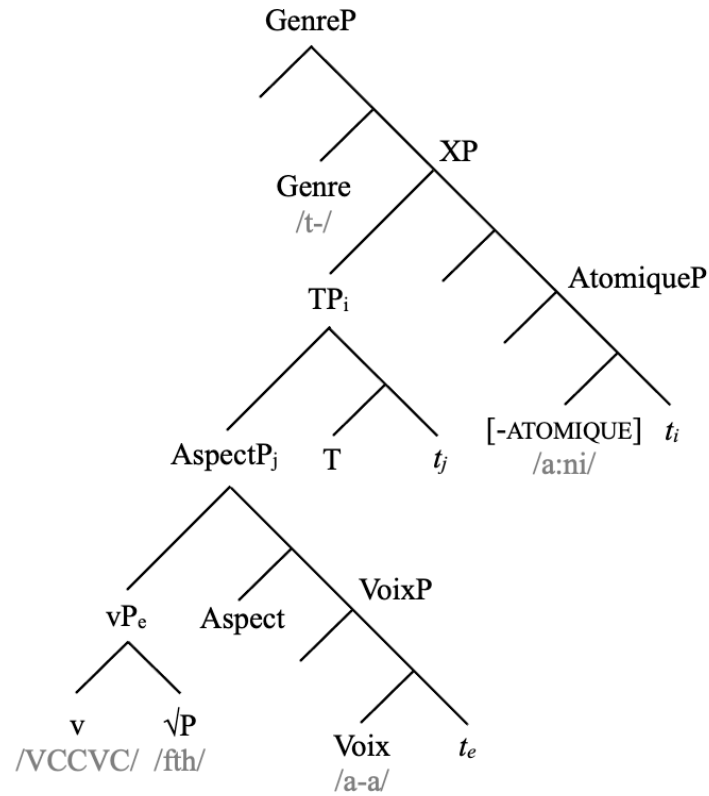 GenreP
XP
Genre
/t-/
AtomiqueP
TPi
[-ATOMIQUE] ti
/a:ni/
AspectPj T tj
vPe Aspect VoixP
v √P
/VCCVC/ /fth/
Voix te
/a-a/